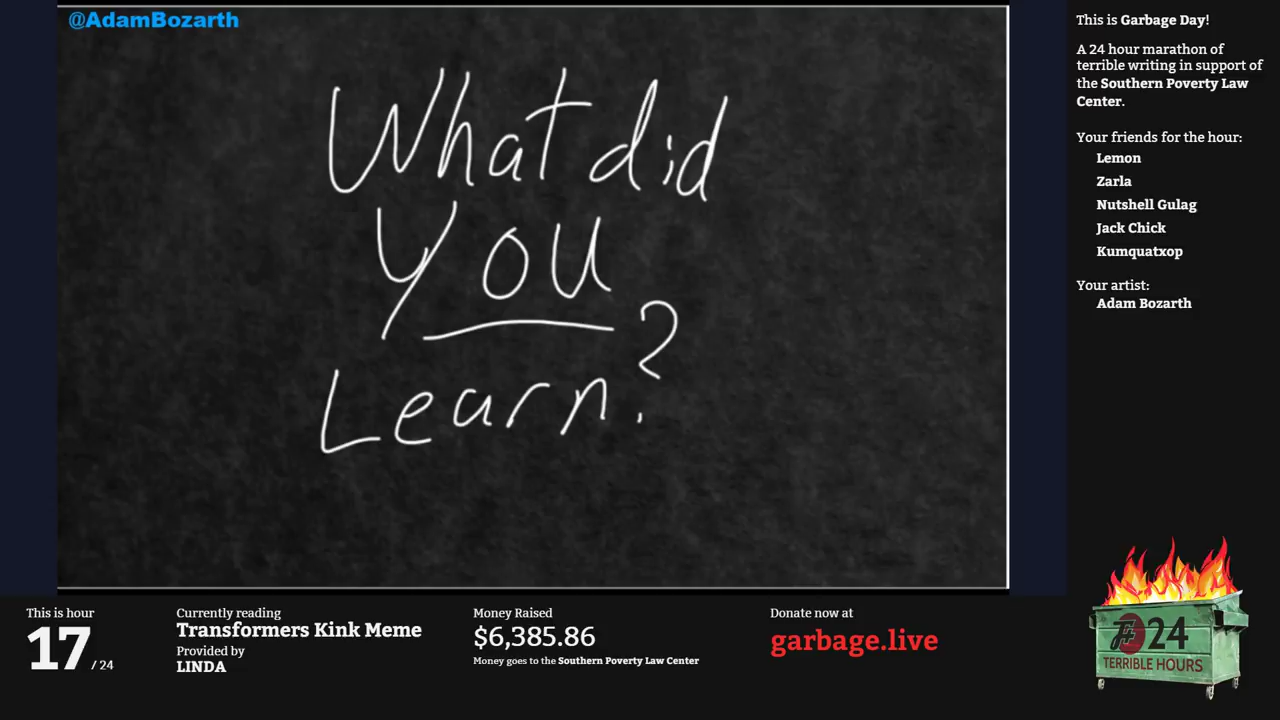 @AdamBozarth
What did
you
Learn?
This is Garbage Day!
A 24 hour marathon of
terrible writing in support of
the Southern Poverty Law
Center.
Your friends for the hour:
Lemon
Zarla
Nutshell Gulag
Jack Chick
Kumquatxop
Your artist:
Adam Bozarth
This is hour
17 / 24
Currently reading
Transformers Kink Meme
Provided by
LINDA
Money Raised
$6,385.86
Money goes to the Southern Poverty Law Center
Donate now at
garbage.live
24
TERRIBLE HOURS